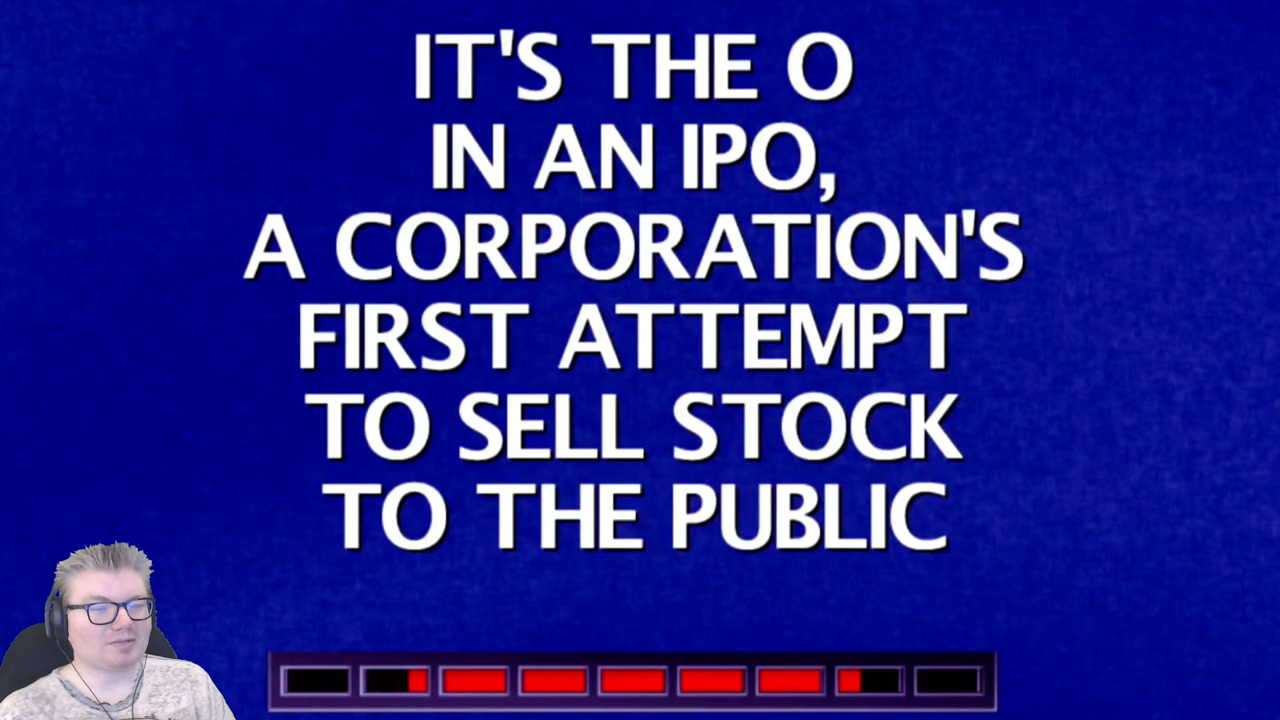 IT'S THE O
IN AN IPO,
A CORPORATION'S
FIRST ATTEMPT
TO SELL STOCK
TO THE PUBLIC